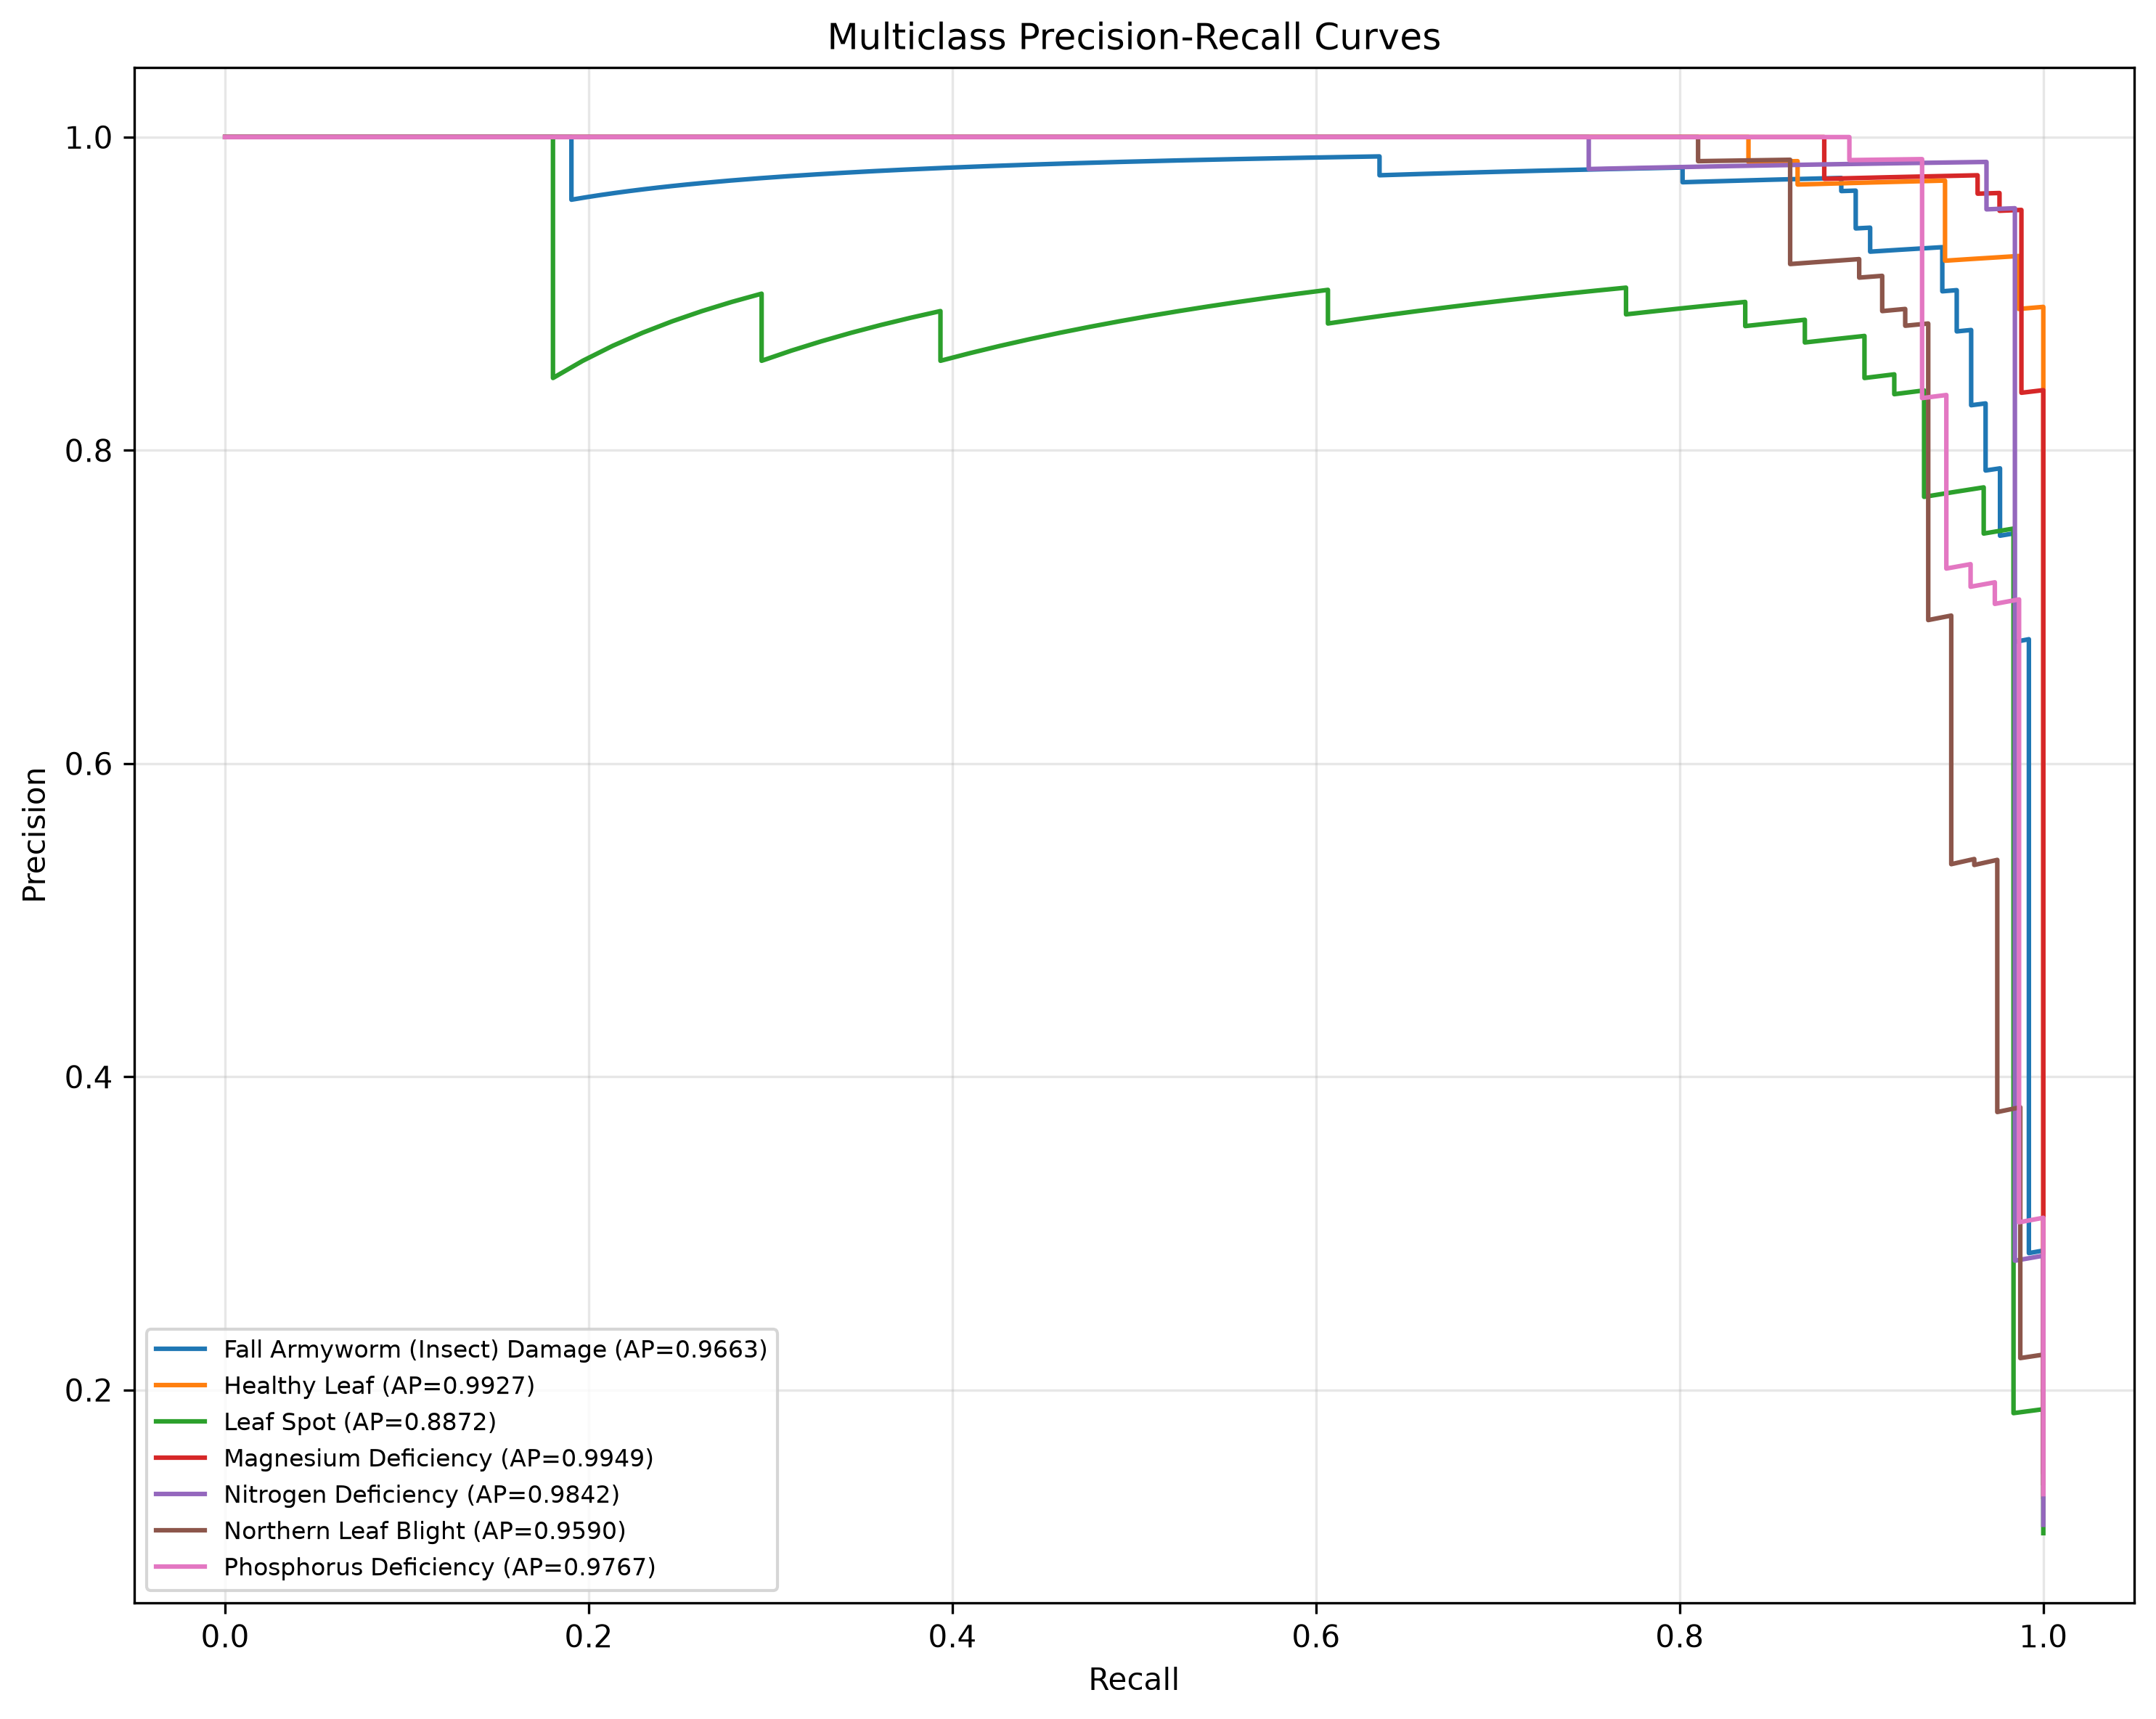 Multiclass Precision-Recall Curves
1.0
0.8
0.6
0.4
0.2
Precision
Fall Armyworm (Insect) Damage (AP=0.9663)
Healthy Leaf (AP=0.9927)
Leaf Spot (AP=0.8872)
Magnesium Deficiency (AP=0.9949)
Nitrogen Deficiency (AP=0.9842)
Northern Leaf Blight (AP=0.9590)
Phosphorus Deficiency (AP=0.9767)
0.0 0.2 0.4 0.6 0.8 1.0
Recall